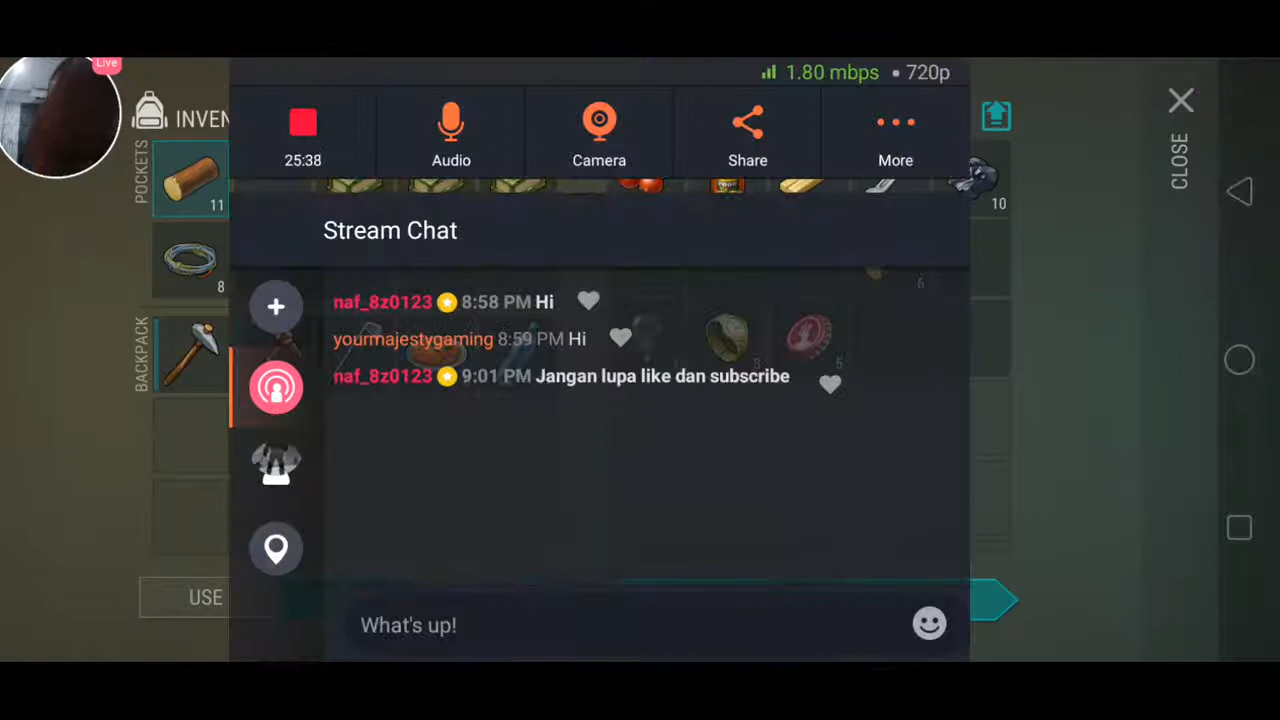 Live
1.80 mbps • 720p
INVEN
25:38
Audio
Camera
Share
More
CLOSE
POCKETS
11
10
Stream Chat
8
6
naf_8z0123 8:58 PM Hi
yourmajestygaming 8:59 PM Hi
naf_8z0123 9:01 PM Jangan lupa like dan subscribe
BACKPACK
5
USE
What's up!